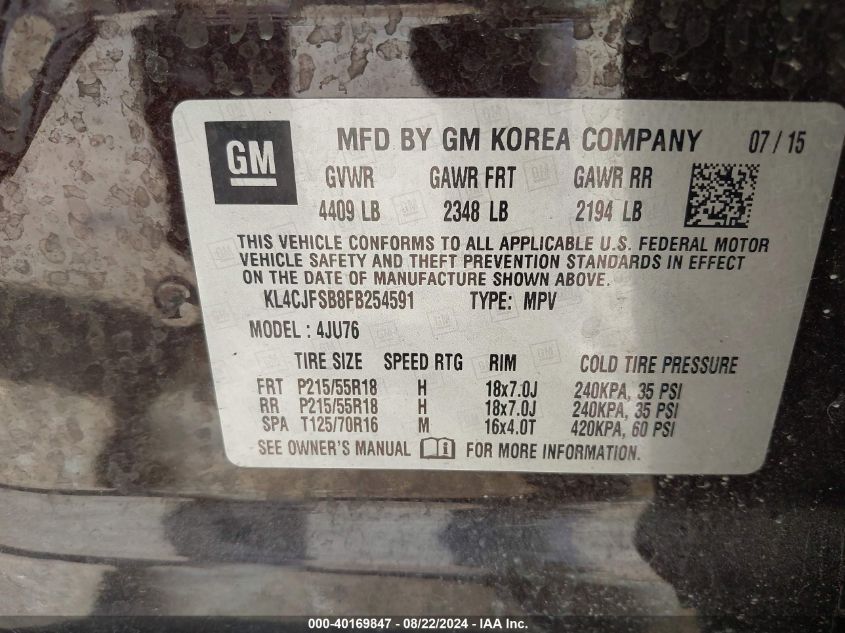 GM
MFD BY GM KOREA COMPANY 07 / 15
GVWR GAWR FRT GAWR RR
4409 LB 2348 LB 2194 LB
THIS VEHICLE CONFORMS TO ALL APPLICABLE U.S. FEDERAL MOTOR
VEHICLE SAFETY AND THEFT PREVENTION STANDARDS IN EFFECT
ON THE DATE OF MANUFACTURE SHOWN ABOVE.
KL4CJFSB8FB254591 TYPE: MPV
MODEL : 4JU76
TIRE SIZE SPEED RTG RIM COLD TIRE PRESSURE
FRT P215/55R18 H 18x7.0J 240KPA, 35 PSI
RR P215/55R18 H 18x7.0J 240KPA, 35 PSI
SPA T125/70R16 M 16x4.0T 420KPA, 60 PSI
SEE OWNER'S MANUAL FOR MORE INFORMATION.
000-40169847 - 08/22/2024 - IAA Inc.